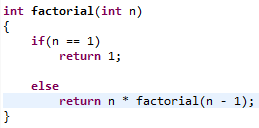 int factorial(int n)
{
    if(n == 1)
        return 1;

    else
        return n * factorial(n - 1);
}